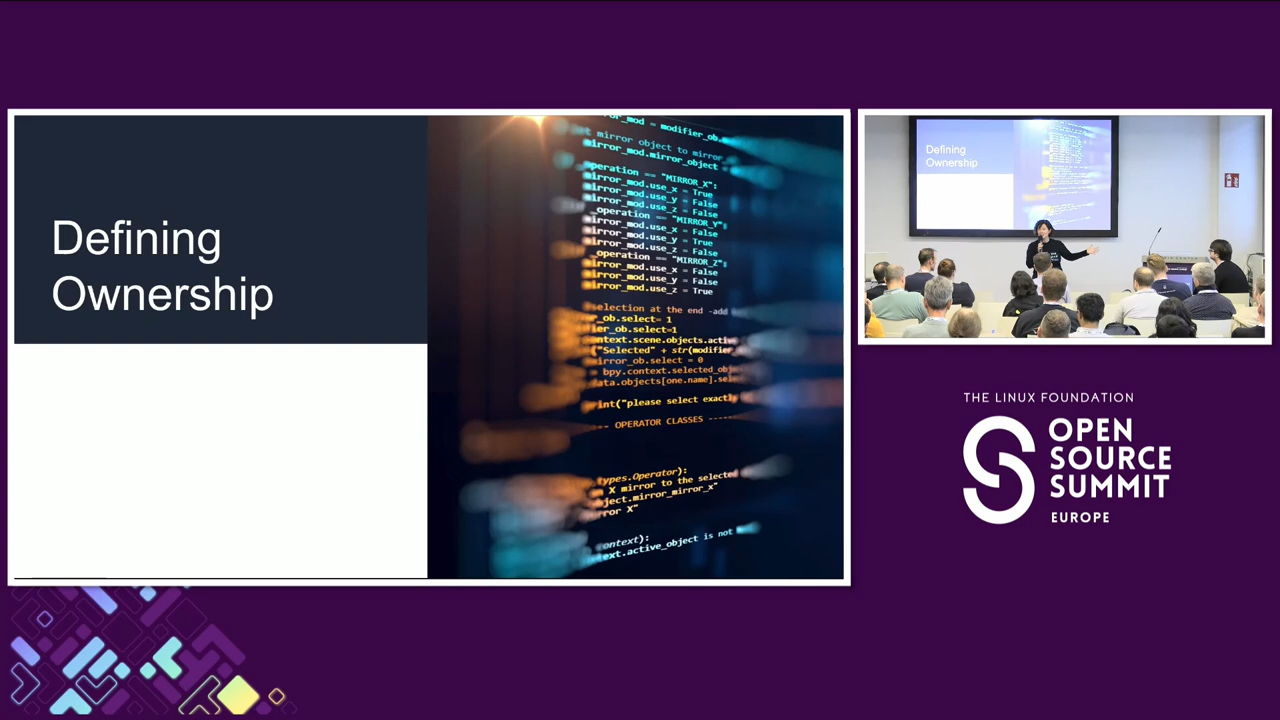 Defining
Ownership
mirror_mod = modifier_ob.
mirror object to mirror
mirror_mod.mirror_object
operation == "MIRROR_X":
mirror_mod.use_x = True
mirror_mod.use_y = False
mirror_mod.use_z = False
_operation == "MIRROR_Y":
mirror_mod.use_x = False
mirror_mod.use_y = True
mirror_mod.use_z = False
_operation == "MIRROR_Z":
mirror_mod.use_x = False
mirror_mod.use_y = False
mirror_mod.use_z = True
selection at the end -add
_ob.select= 1
ier_ob.select=1
ntext.scene.objects.active
("Selected" + str(modifier
irror_ob.select = 0
bpy.context.selected_obj
data.objects[one.name].sel
int("please select exactly
--- OPERATOR CLASSES ----
types.Operator):
X mirror to the selected
ject.mirror_mirror_x"
ror X"
ontext):
ext.active_object is not
Defining
Ownership
THE LINUX FOUNDATION
OPEN
SOURCE
SUMMIT
EUROPE